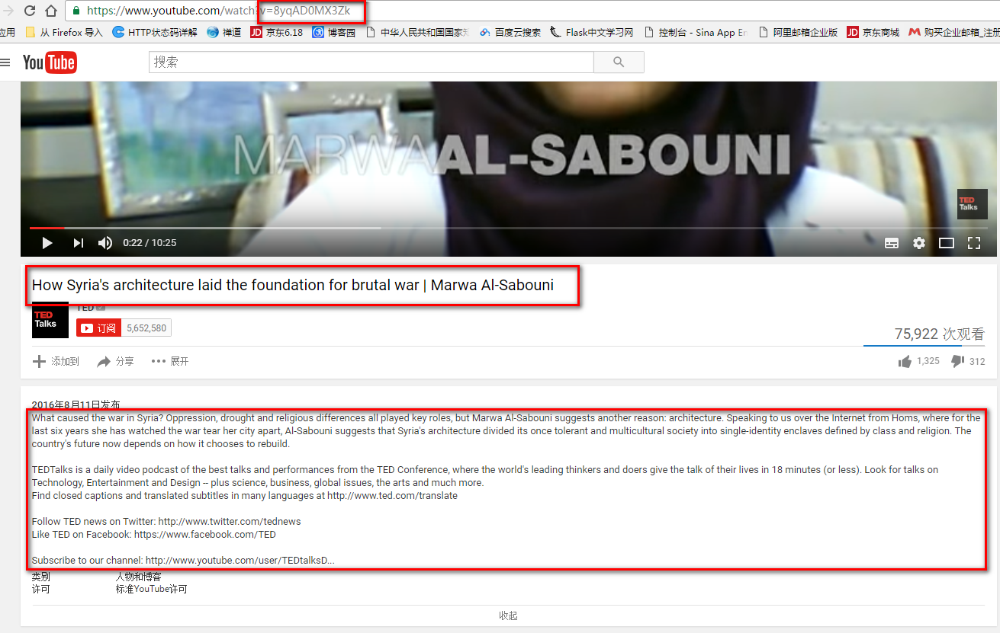 https://www.youtube.com/watch?v=8yqAD0MX3Zk
应用 从 Firefox 导入 HTTP状态码详解 禅道 JD 京东6.18 博客园 中华人民共和国国家知 百度云搜索 Flask中文学习网 控制台 - Sina App En 阿里邮箱企业版 JD 京东商城 购买企业邮箱_注册
YouTube 搜索
MARWA AL-SABOUNI
TED Talks
0:22 / 10:25
How Syria's architecture laid the foundation for brutal war | Marwa Al-Sabouni
TED Talks
TED
订阅 5,652,580
75,922 次观看
添加到 分享 展开 1,325 312
2016年8月11日发布
What caused the war in Syria? Oppression, drought and religious differences all played key roles, but Marwa Al-Sabouni suggests another reason: architecture. Speaking to us over the Internet from Homs, where for the
last six years she has watched the war tear her city apart, Al-Sabouni suggests that Syria's architecture divided its once tolerant and multicultural society into single-identity enclaves defined by class and religion. The
country's future now depends on how it chooses to rebuild.
TEDTalks is a daily video podcast of the best talks and performances from the TED Conference, where the world's leading thinkers and doers give the talk of their lives in 18 minutes (or less). Look for talks on
Technology, Entertainment and Design -- plus science, business, global issues, the arts and much more.
Find closed captions and translated subtitles in many languages at http://www.ted.com/translate
Follow TED news on Twitter: http://www.twitter.com/tednews
Like TED on Facebook: https://www.facebook.com/TED
Subscribe to our channel: http://www.youtube.com/user/TEDtalksD...
类别 人物和博客
许可 标准YouTube许可
收起